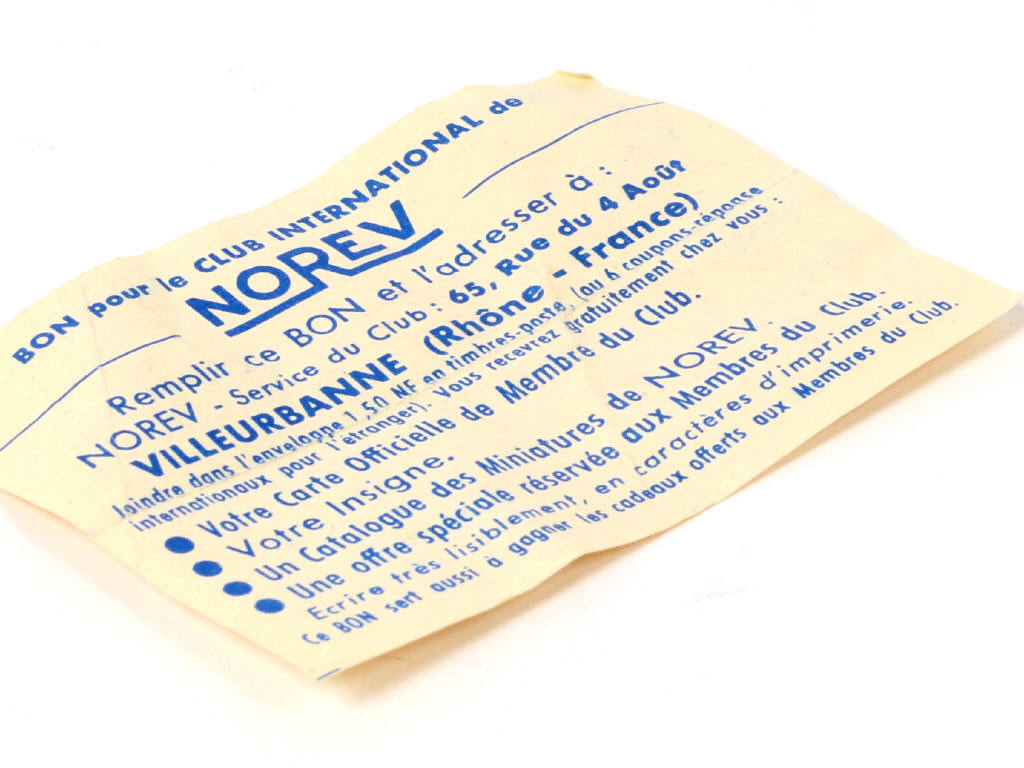 BON pour le CLUB INTERNATIONAL de
NOREV
Remplir ce BON et l'adresser à :
NOREV - Service du Club : 65, Rue du 4 Août
VILLEURBANNE (Rhône - France)
Joindre dans l'enveloppe 1,50 NF en timbres-poste, (ou 6 coupons-réponse
internationaux pour l'étranger). Vous recevrez gratuitement chez vous :
● Votre Carte Officielle de Membre du Club.
● Votre Insigne.
● Un Catalogue des Miniatures de NOREV.
● Une offre spéciale réservée aux Membres du Club.
Ecrire très lisiblement, en caractères d'imprimerie.
Ce BON sert aussi à gagner les cadeaux offerts aux Membres du Club.